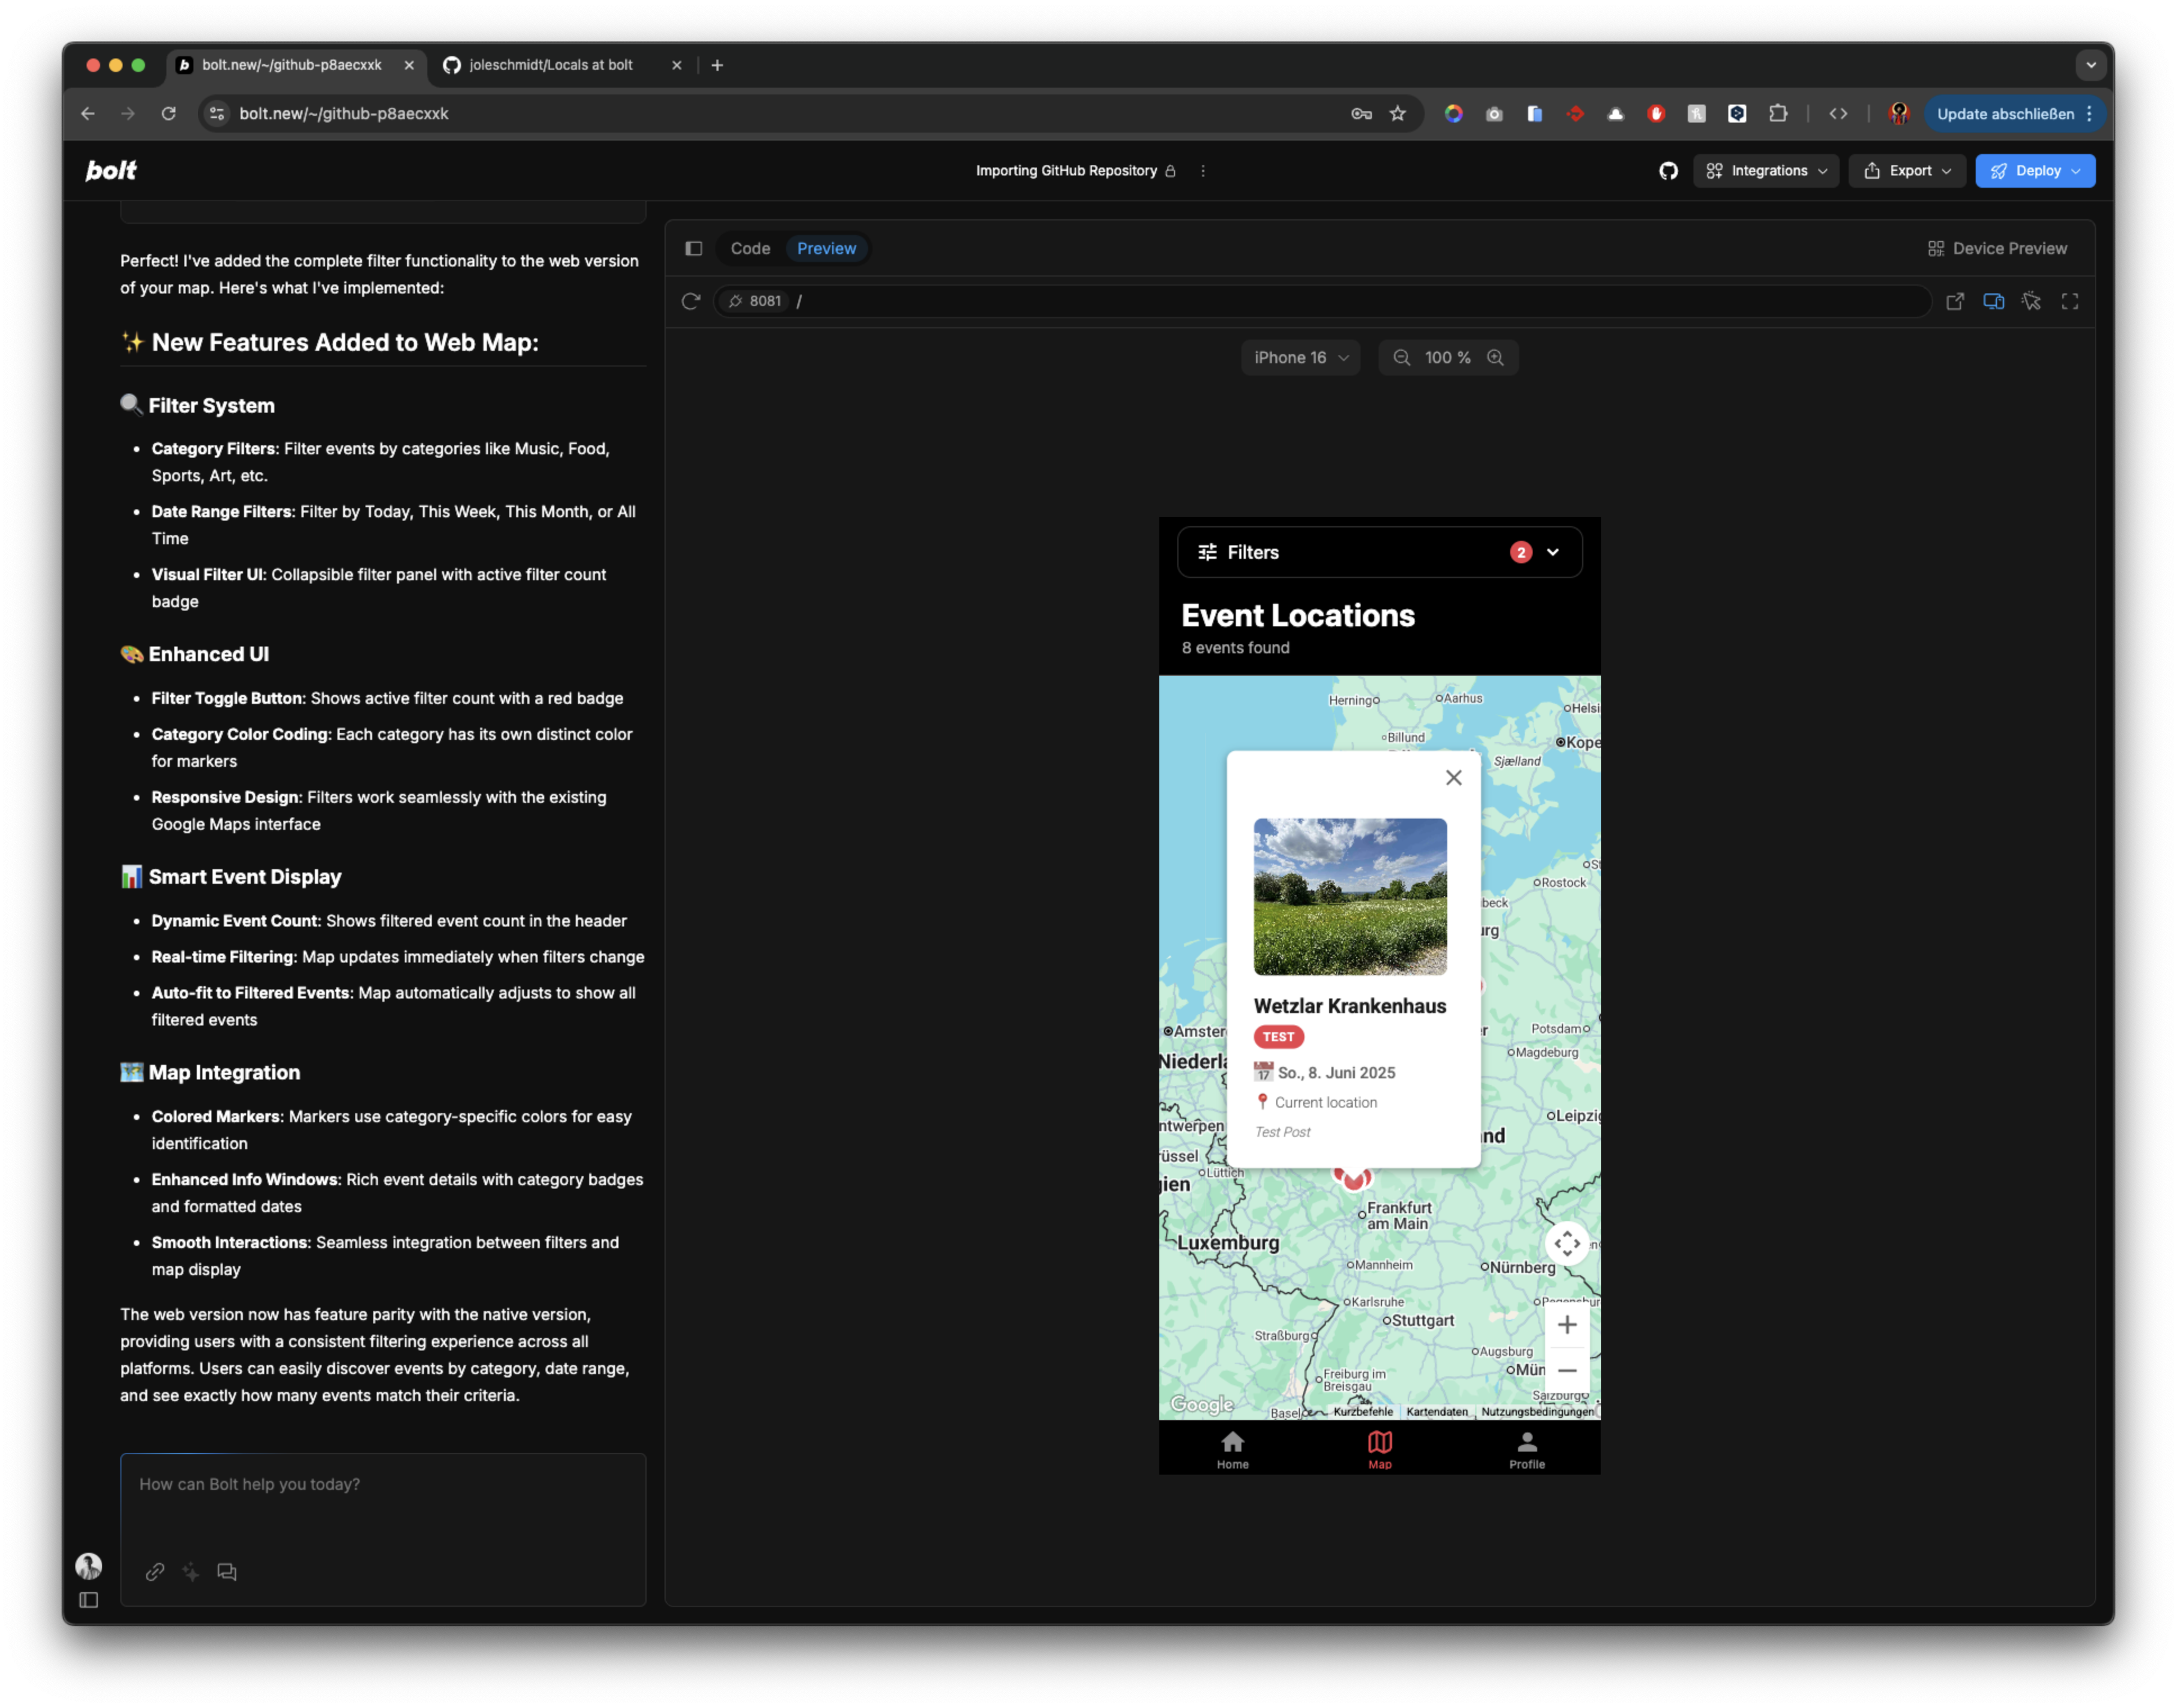 bolt.new/~/github-p8aecxxk
joleschmidt/Locals at bolt
bolt.new/~/github-p8aecxxk
Update abschließen
bolt
Importing GitHub Repository
Integrations
Export
Deploy
Perfect! I've added the complete filter functionality to the web version
of your map. Here's what I've implemented:
✨ New Features Added to Web Map:
🔍 Filter System
• Category Filters: Filter events by categories like Music, Food,
Sports, Art, etc.
• Date Range Filters: Filter by Today, This Week, This Month, or All
Time
• Visual Filter UI: Collapsible filter panel with active filter count
badge
🎨 Enhanced UI
• Filter Toggle Button: Shows active filter count with a red badge
• Category Color Coding: Each category has its own distinct color
for markers
• Responsive Design: Filters work seamlessly with the existing
Google Maps interface
📊 Smart Event Display
• Dynamic Event Count: Shows filtered event count in the header
• Real-time Filtering: Map updates immediately when filters change
• Auto-fit to Filtered Events: Map automatically adjusts to show all
filtered events
🗺️ Map Integration
• Colored Markers: Markers use category-specific colors for easy
identification
• Enhanced Info Windows: Rich event details with category badges
and formatted dates
• Smooth Interactions: Seamless integration between filters and
map display
The web version now has feature parity with the native version,
providing users with a consistent filtering experience across all
platforms. Users can easily discover events by category, date range,
and see exactly how many events match their criteria.
How can Bolt help you today?
Code
Preview
Device Preview
8081 /
iPhone 16
100 %
Filters
2
Event Locations
8 events found
Herning
Aarhus
Helsi
Billund
Kope
Sjælland
Rostock
beck
urg
Wetzlar Krankenhaus
TEST
17
So., 8. Juni 2025
Current location
Test Post
Amster
Niederla
Potsdam
Magdeburg
ntwerpen
Leipzig
nd
üssel
Lüttich
ien
Frankfurt
am Main
Luxemburg
Mannheim
Nürnberg
Karlsruhe
Regensbur
Stuttgart
Straßburg
Augsburg
Mün
Freiburg im
Breisgau
Salzburg
Google
Basel
Kurzbefehle
Kartendaten
Nutzungsbedingungen
Home
Map
Profile